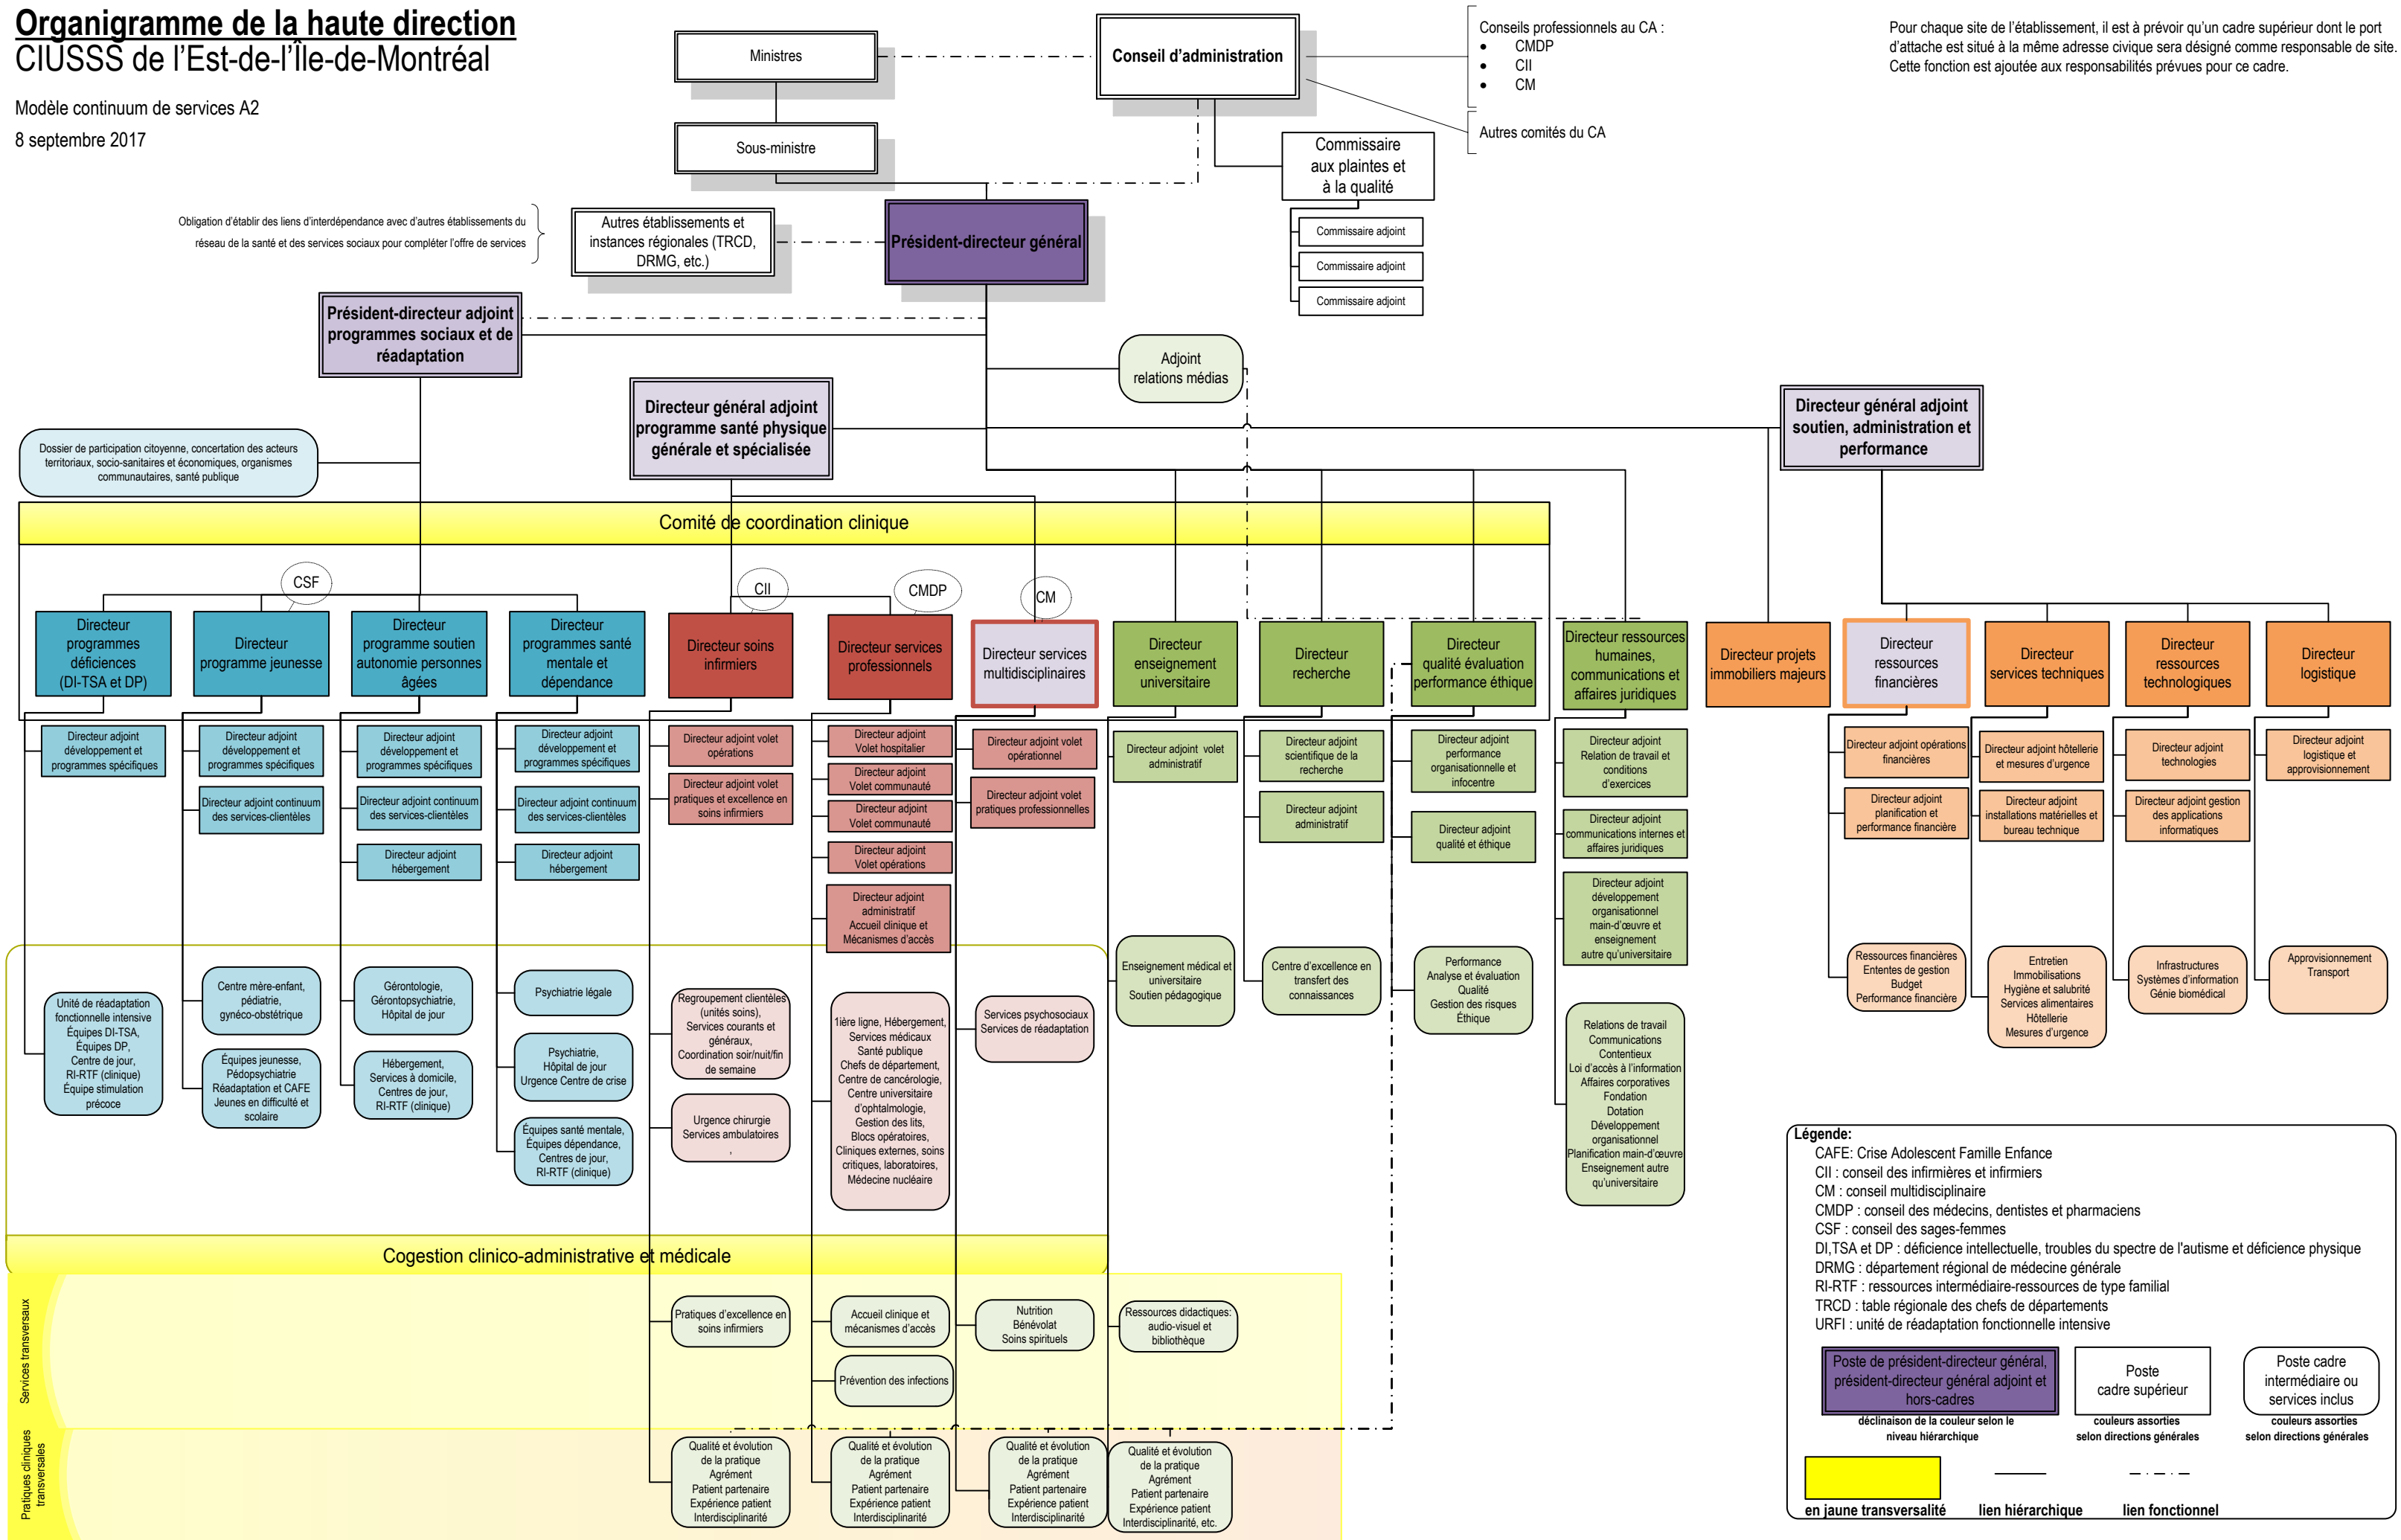 Organigramme de la haute direction
CIUSSS de l'Est-de-l'Île-de-Montréal
Modèle continuum de services A2
8 septembre 2017
Ministres
Conseil d'administration
Conseils professionnels au CA :
• CMDP
• CII
• CM
Autres comités du CA
Pour chaque site de l'établissement, il est à prévoir qu'un cadre supérieur dont le port
d'attache est situé à la même adresse civique sera désigné comme responsable de site.
Cette fonction est ajoutée aux responsabilités prévues pour ce cadre.
Sous-ministre
Commissaire
aux plaintes et
à la qualité
Commissaire adjoint
Commissaire adjoint
Commissaire adjoint
Obligation d'établir des liens d'interdépendance avec d'autres établissements du
réseau de la santé et des services sociaux pour compléter l'offre de services
Autres établissements et
instances régionales (TRCD,
DRMG, etc.)
Président-directeur général
Président-directeur adjoint
programmes sociaux et de
réadaptation
Adjoint
relations médias
Directeur général adjoint
programme santé physique
générale et spécialisée
Directeur général adjoint
soutien, administration et
performance
Dossier de participation citoyenne, concertation des acteurs
territoriaux, socio-sanitaires et économiques, organismes
communautaires, santé publique
Comité de coordination clinique
CSF
CII
CMDP
CM
Directeur
programmes
déficiences
(DI-TSA et DP)
Directeur
programme jeunesse
Directeur
programme soutien
autonomie personnes
âgées
Directeur
programmes santé
mentale et
dépendance
Directeur soins
infirmiers
Directeur services
professionnels
Directeur services
multidisciplinaires
Directeur
enseignement
universitaire
Directeur
recherche
Directeur
qualité évaluation
performance éthique
Directeur ressources
humaines,
communications et
affaires juridiques
Directeur projets
immobiliers majeurs
Directeur
ressources
financières
Directeur
services techniques
Directeur
ressources
technologiques
Directeur
logistique
Directeur adjoint
développement et
programmes spécifiques
Directeur adjoint
développement et
programmes spécifiques
Directeur adjoint continuum
des services-clientèles
Directeur adjoint
développement et
programmes spécifiques
Directeur adjoint continuum
des services-clientèles
Directeur adjoint
hébergement
Directeur adjoint
développement et
programmes spécifiques
Directeur adjoint continuum
des services-clientèles
Directeur adjoint
hébergement
Directeur adjoint volet
opérations
Directeur adjoint volet
pratiques et excellence en
soins infirmiers
Directeur adjoint
Volet hospitalier
Directeur adjoint
Volet communauté
Directeur adjoint
Volet communauté
Directeur adjoint
Volet opérations
Directeur adjoint
administratif
Accueil clinique et
Mécanismes d'accès
Directeur adjoint volet
opérationnel
Directeur adjoint volet
pratiques professionnelles
Directeur adjoint volet
administratif
Directeur adjoint
scientifique de la
recherche
Directeur adjoint
administratif
Directeur adjoint
performance
organisationnelle et
infocentre
Directeur adjoint
qualité et éthique
Directeur adjoint
Relation de travail et
conditions
d'exercices
Directeur adjoint
communications internes et
affaires juridiques
Directeur adjoint
développement
organisationnel
main-d'œuvre et
enseignement
autre qu'universitaire
Directeur adjoint opérations
financières
Directeur adjoint
planification et
performance financière
Directeur adjoint hôtellerie
et mesures d'urgence
Directeur adjoint
installations matérielles et
bureau technique
Directeur adjoint
technologies
Directeur adjoint gestion
des applications
informatiques
Directeur adjoint
logistique et
approvisionnement
Unité de réadaptation
fonctionnelle intensive
Équipes DI-TSA,
Équipes DP,
Centre de jour,
RI-RTF (clinique)
Équipe stimulation
précoce
Centre mère-enfant,
pédiatrie,
gynéco-obstétrique
Équipes jeunesse,
Pédopsychiatrie
Réadaptation et CAFE
Jeunes en difficulté et
scolaire
Gérontologie,
Gérontopsychiatrie,
Hôpital de jour
Hébergement,
Services à domicile,
Centres de jour,
RI-RTF (clinique)
Psychiatrie légale
Psychiatrie,
Hôpital de jour
Urgence Centre de crise
Équipes santé mentale,
Équipes dépendance,
Centres de jour,
RI-RTF (clinique)
Regroupement clientèles
(unités soins),
Services courants et
généraux,
Coordination soir/nuit/fin
de semaine
Urgence chirurgie
Services ambulatoires
,
1ière ligne, Hébergement,
Services médicaux
Santé publique
Chefs de département,
Centre de cancérologie,
Centre universitaire
d'ophtalmologie,
Gestion des lits,
Blocs opératoires,
Cliniques externes, soins
critiques, laboratoires,
Médecine nucléaire
Services psychosociaux
Services de réadaptation
Enseignement médical et
universitaire
Soutien pédagogique
Centre d'excellence en
transfert des
connaissances
Performance
Analyse et évaluation
Qualité
Gestion des risques
Éthique
Relations de travail
Communications
Contentieux
Loi d'accès à l'information
Affaires corporatives
Fondation
Dotation
Développement
organisationnel
Planification main-d'œuvre
Enseignement autre
qu'universitaire
Ressources financières
Ententes de gestion
Budget
Performance financière
Entretien
Immobilisations
Hygiène et salubrité
Services alimentaires
Hôtellerie
Mesures d'urgence
Infrastructures
Systèmes d'information
Génie biomédical
Approvisionnement
Transport
Cogestion clinico-administrative et médicale
Services transversaux
Pratiques d'excellence en
soins infirmiers
Accueil clinique et
mécanismes d'accès
Prévention des infections
Nutrition
Bénévolat
Soins spirituels
Ressources didactiques:
audio-visuel et
bibliothèque
Pratiques cliniques
transversales
Qualité et évolution
de la pratique
Agrément
Patient partenaire
Expérience patient
Interdisciplinarité
Qualité et évolution
de la pratique
Agrément
Patient partenaire
Expérience patient
Interdisciplinarité
Qualité et évolution
de la pratique
Agrément
Patient partenaire
Expérience patient
Interdisciplinarité
Qualité et évolution
de la pratique
Agrément
Patient partenaire
Expérience patient
Interdisciplinarité, etc.
Légende:
CAFE: Crise Adolescent Famille Enfance
CII : conseil des infirmières et infirmiers
CM : conseil multidisciplinaire
CMDP : conseil des médecins, dentistes et pharmaciens
CSF : conseil des sages-femmes
DI,TSA et DP : déficience intellectuelle, troubles du spectre de l'autisme et déficience physique
DRMG : département régional de médecine générale
RI-RTF : ressources intermédiaire-ressources de type familial
TRCD : table régionale des chefs de départements
URFI : unité de réadaptation fonctionnelle intensive
Poste de président-directeur général,
président-directeur général adjoint et
hors-cadres
déclinaison de la couleur selon le
niveau hiérarchique
Poste
cadre supérieur
couleurs assorties
selon directions générales
Poste cadre
intermédiaire ou
services inclus
couleurs assorties
selon directions générales
en jaune transversalité
lien hiérarchique
lien fonctionnel